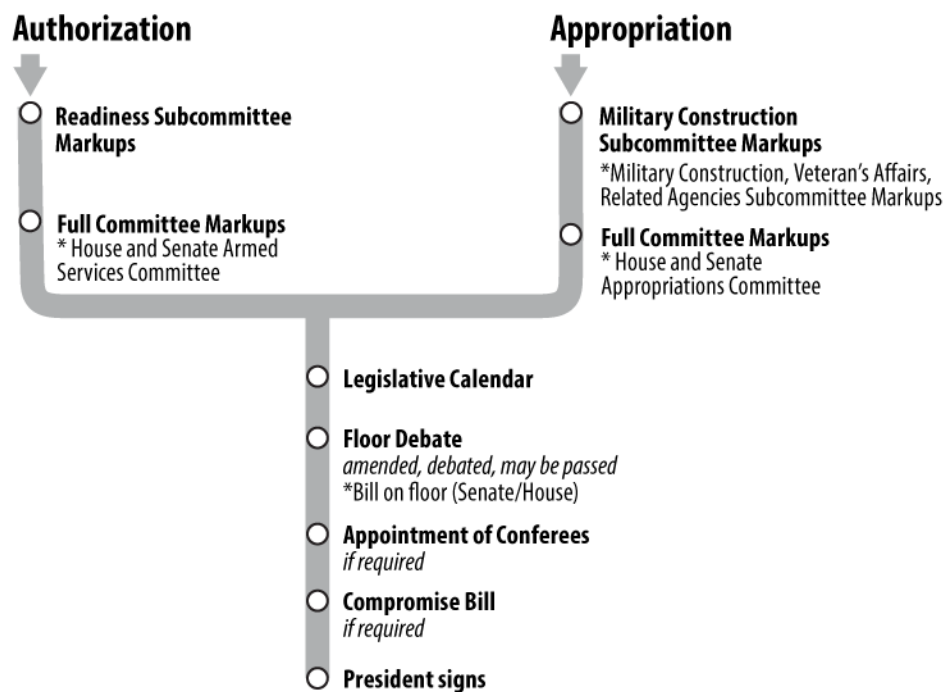 Authorization
Readiness Subcommittee
Markups
Full Committee Markups
* House and Senate Armed
Services Committee
Appropriation
Military Construction
Subcommittee Markups
*Military Construction, Veteran’s Affairs,
Related Agencies Subcommittee Markups
Full Committee Markups
* House and Senate
Appropriations Committee
Legislative Calendar
Floor Debate
amended, debated, may be passed
*Bill on floor (Senate/House)
Appointment of Conferees
if required
Compromise Bill
if required
President signs